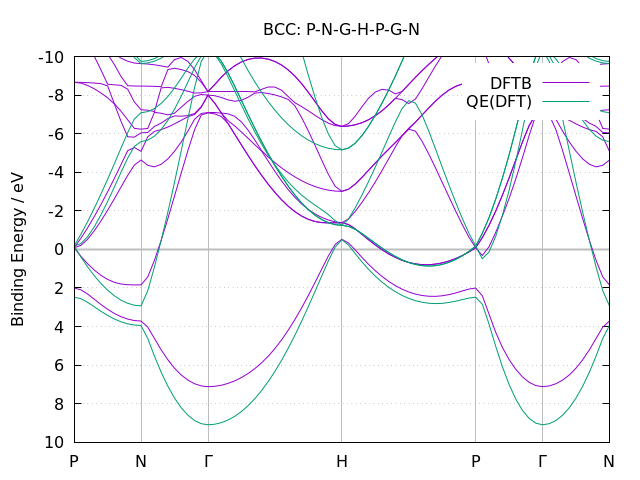 BCC: P-N-G-H-P-G-N
-10
-8
-6
-4
-2
0
2
4
6
8
10
Binding Energy / eV
DFTB
QE(DFT)
P N Γ H P Γ N